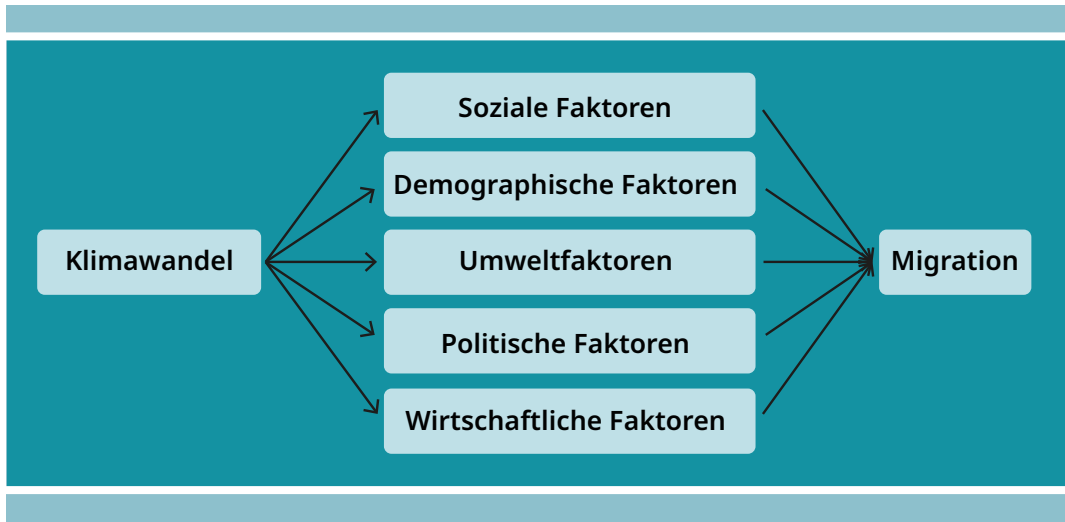 Soziale Faktoren
Demographische Faktoren
Klimawandel
Umweltfaktoren
Migration
Politische Faktoren
Wirtschaftliche Faktoren